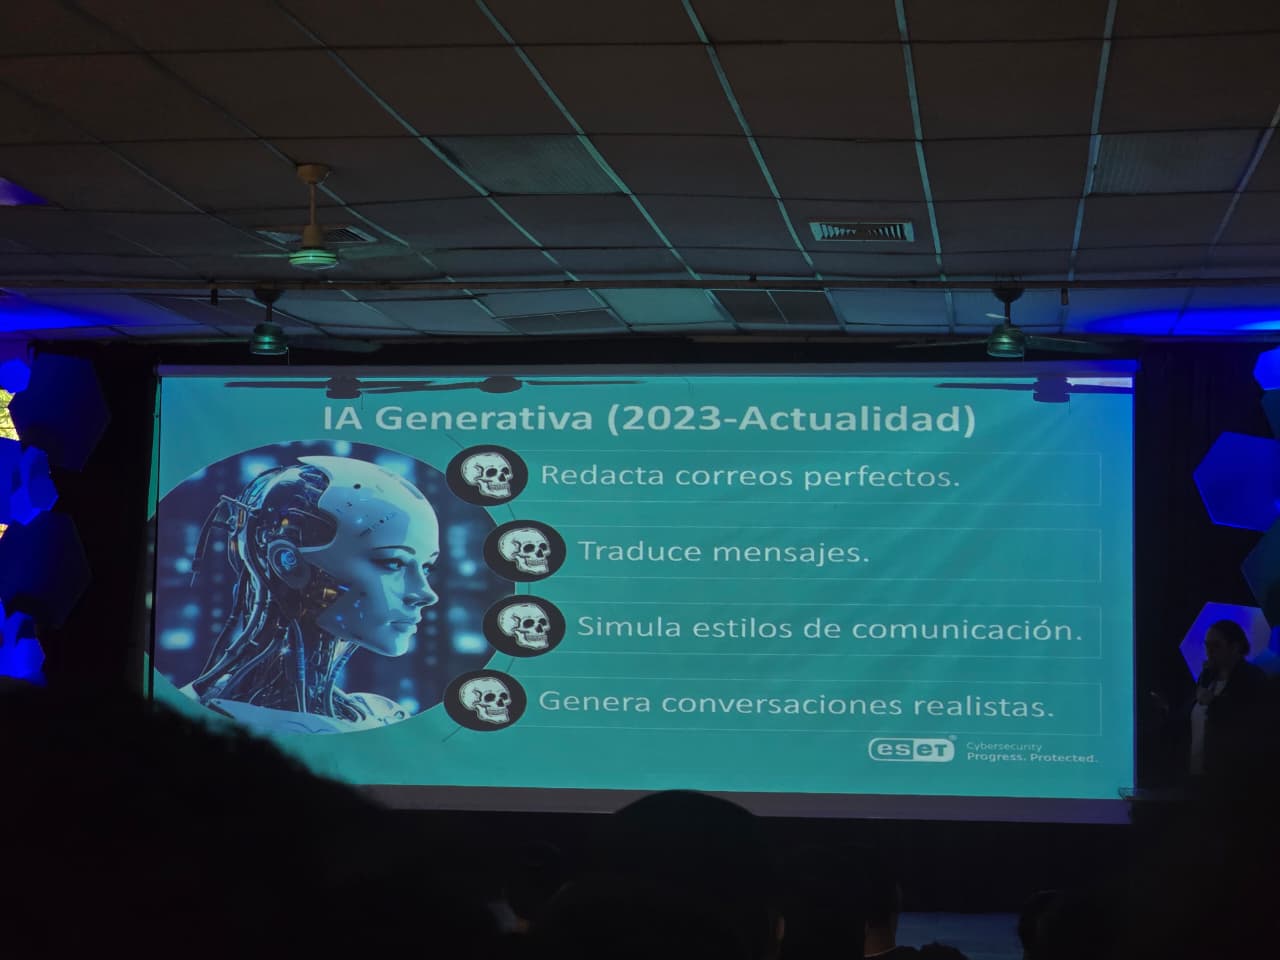 IA Generativa (2023-Actualidad)
Redacta correos perfectos.
Traduce mensajes.
Simula estilos de comunicación.
Genera conversaciones realistas.
eseT® Cybersecurity
Progress. Protected.